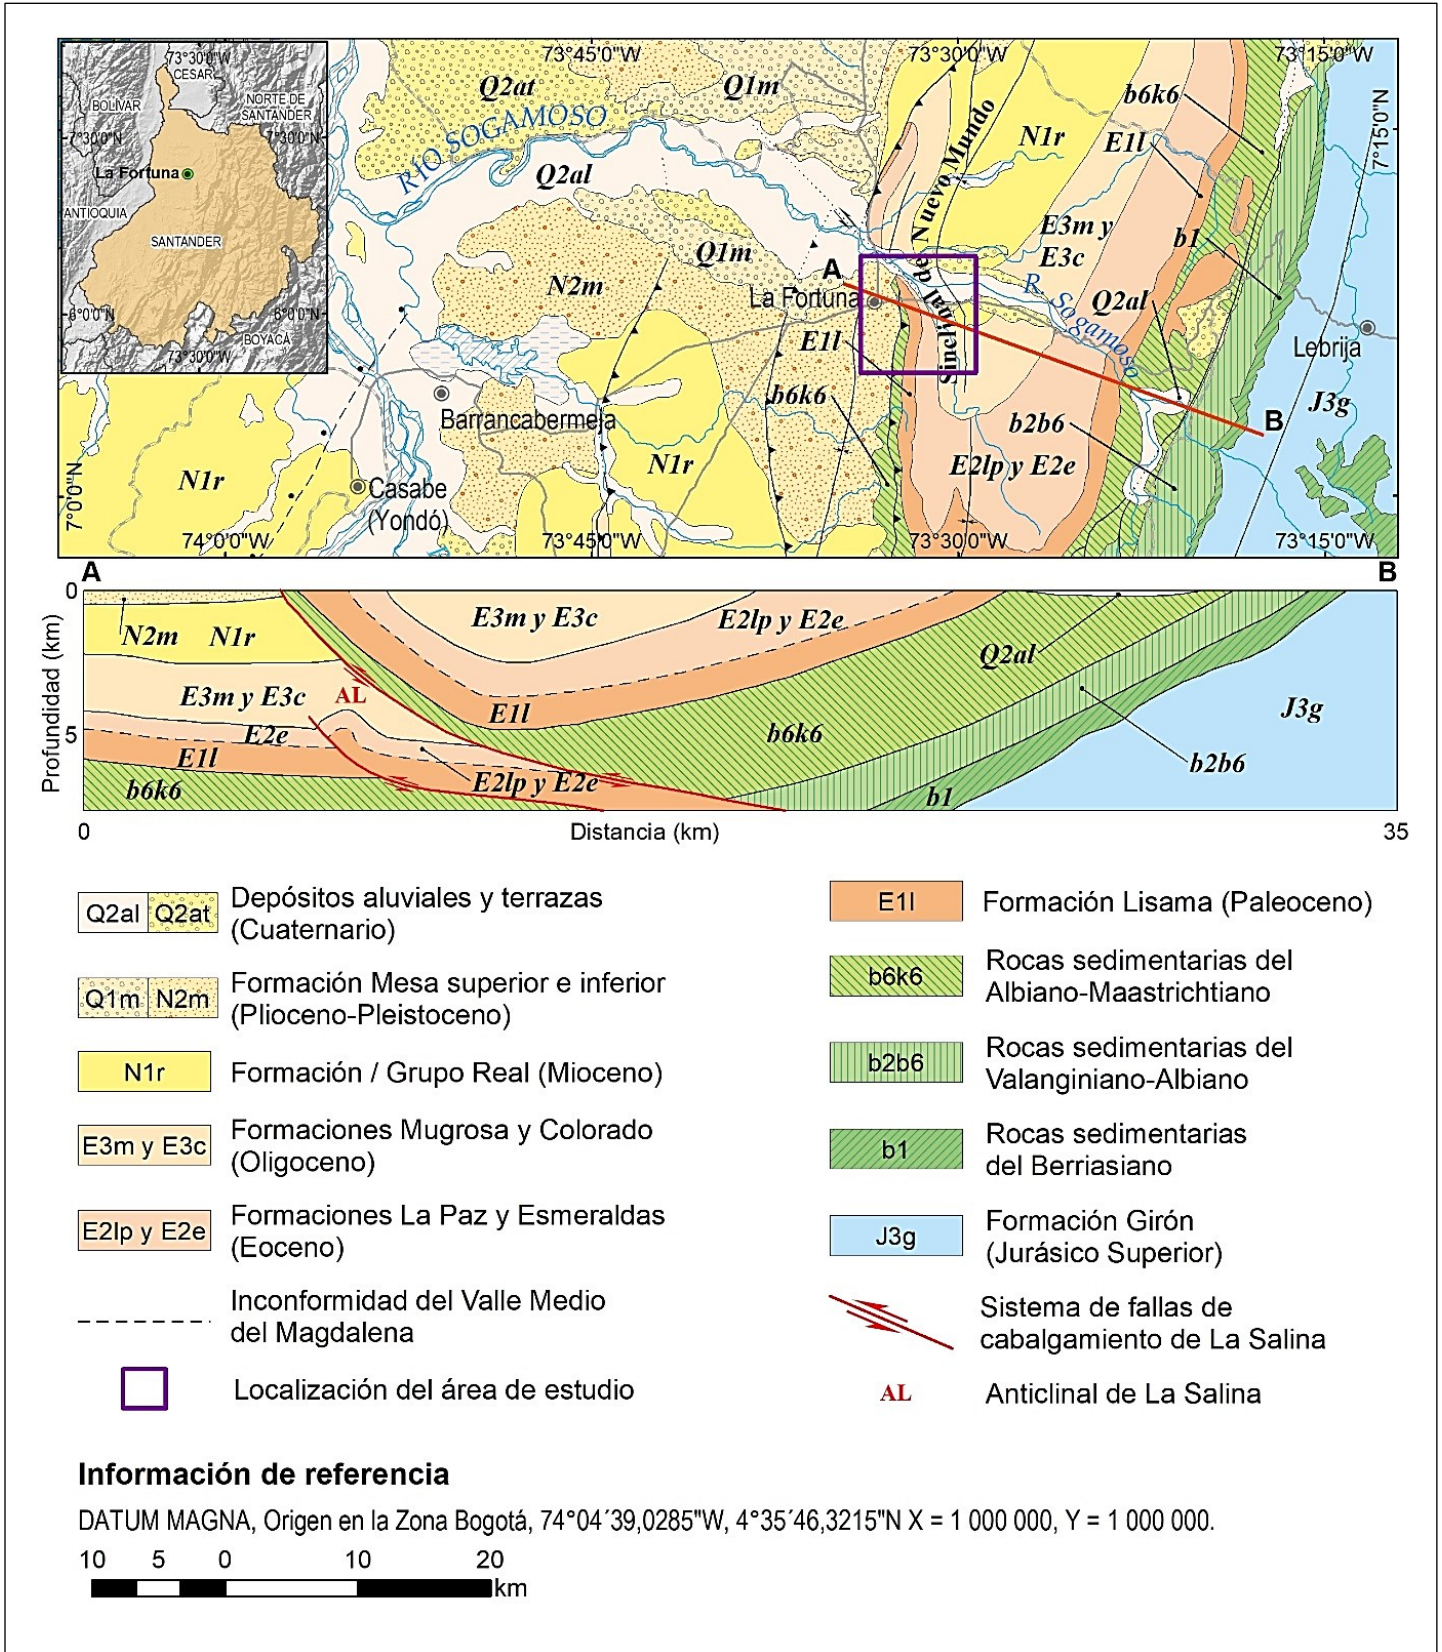 73°30'0"W
CESAR
BOLIVAR
NORTE DE
SANTANDER
7°30'0"N
7°30'0"N
La Fortuna
ANTIOQUIA
SANTANDER
6°0'0"N
6°0'0"N
BOYACÁ
73°30'0"W
73°45'0"W
73°30'0"W
73°15'0"W
7°15'0"N
Q2at
Q1m
RÍO SOGAMOSO
Q2al
Sinclinal de Nuevo Mundo
N1r
b6k6
E1l
E3m y
E3c
b1
Q1m
N2m
A
La Fortuna
R. Sogamoso
Q2al
E1l
Lebrija
b6k6
J3g
Barrancabermeja
b2b6
B
N1r
N1r
E2lp y E2e
Casabe
(Yondó)
7°0'0"N
74°0'0"W
73°45'0"W
73°30'0"W
73°15'0"W
A
B
0
E3m y E3c
E2lp y E2e
N2m
N1r
Q2al
Profundidad (km)
E3m y E3c
AL
E1l
J3g
5
E2e
b6k6
E1l
b2b6
E2lp y E2e
b6k6
b1
0
Distancia (km)
35
Q2al
Q2at
Depósitos aluviales y terrazas
(Cuaternario)
Q1m
N2m
Formación Mesa superior e inferior
(Plioceno-Pleistoceno)
N1r
Formación / Grupo Real (Mioceno)
E3m y E3c
Formaciones Mugrosa y Colorado
(Oligoceno)
E2lp y E2e
Formaciones La Paz y Esmeraldas
(Eoceno)
Inconformidad del Valle Medio
del Magdalena
Localización del área de estudio
E1l
Formación Lisama (Paleoceno)
b6k6
Rocas sedimentarias del
Albiano-Maastrichtiano
b2b6
Rocas sedimentarias del
Valanginiano-Albiano
b1
Rocas sedimentarias
del Berriasiano
J3g
Formación Girón
(Jurásico Superior)
Sistema de fallas de
cabalgamiento de La Salina
AL
Anticlinal de La Salina
Información de referencia
DATUM MAGNA, Origen en la Zona Bogotá, 74°04´39,0285"W, 4°35´46,3215"N X = 1 000 000, Y = 1 000 000.
10 5 0 10 20
km